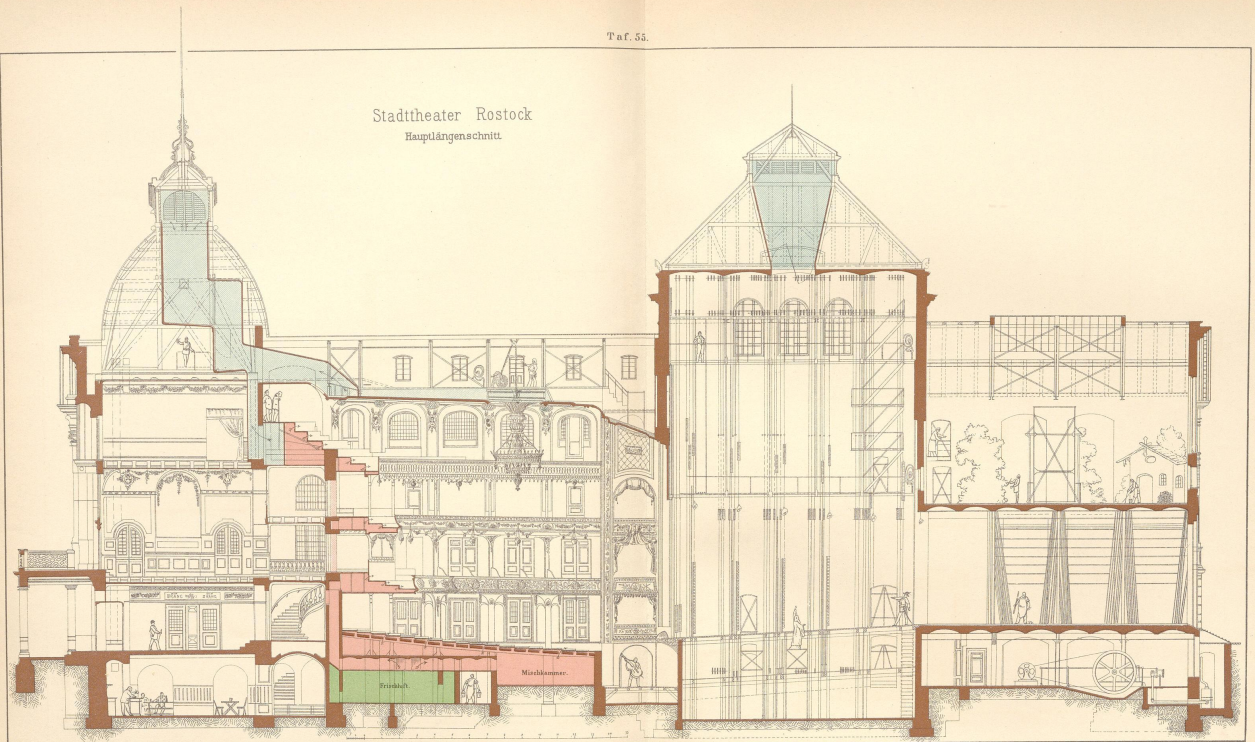 Taf. 55.
Stadttheater Rostock
Hauptlängenschnitt
Mischkammer.
Frischluft.